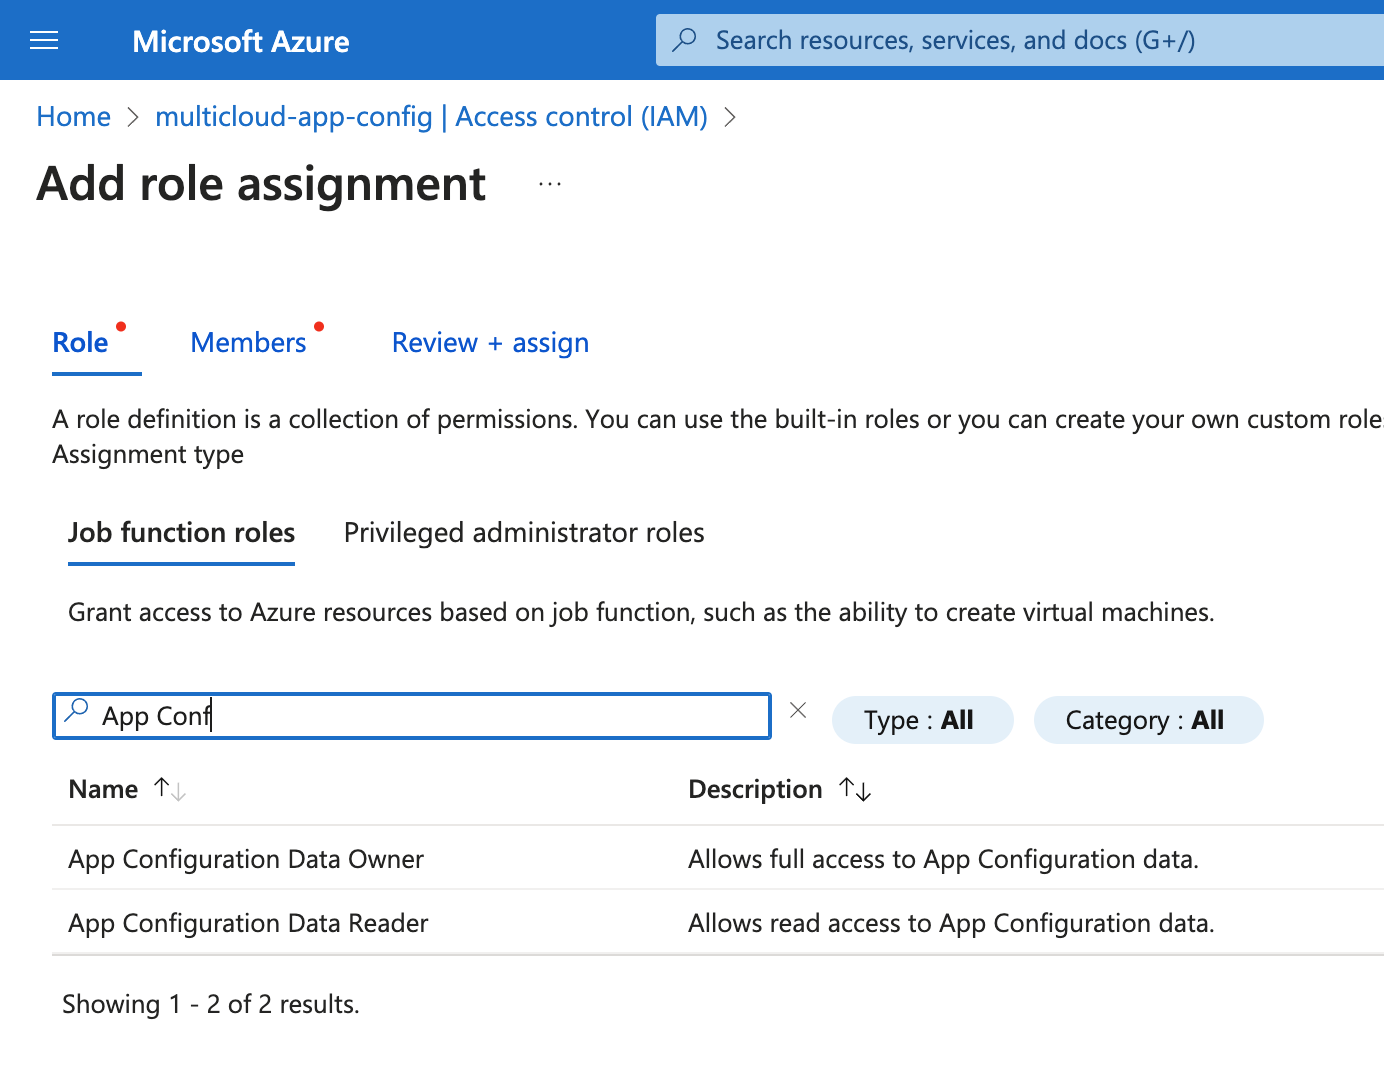 Microsoft Azure
Search resources, services, and docs (G+/)
Home > multicloud-app-config | Access control (IAM) >
Add role assignment ...
Role Members Review + assign
A role definition is a collection of permissions. You can use the built-in roles or you can create your own custom
Assignment type
Job function roles Privileged administrator roles
Grant access to Azure resources based on job function, such as the ability to create virtual machines.
App Conf Type : All Category : All
Name ↑↓ Description ↑↓
App Configuration Data Owner Allows full access to App Configuration data.
App Configuration Data Reader Allows read access to App Configuration data.
Showing 1 - 2 of 2 results.